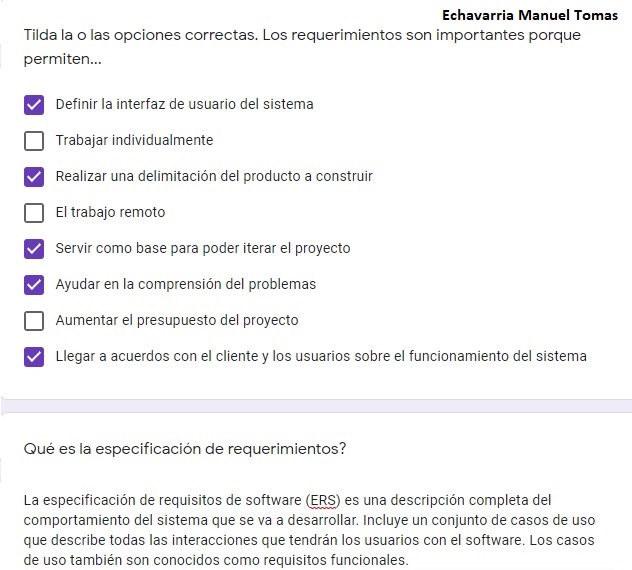 Echavarria Manuel Tomas
Tilda la o las opciones correctas. Los requerimientos son importantes porque
permiten...
Definir la interfaz de usuario del sistema
Trabajar individualmente
Realizar una delimitación del producto a construir
El trabajo remoto
Servir como base para poder iterar el proyecto
Ayudar en la comprensión del problemas
Aumentar el presupuesto del proyecto
Llegar a acuerdos con el cliente y los usuarios sobre el funcionamiento del sistema
Qué es la especificación de requerimientos?
La especificación de requisitos de software (ERS) es una descripción completa del
comportamiento del sistema que se va a desarrollar. Incluye un conjunto de casos de uso
que describe todas las interacciones que tendrán los usuarios con el software. Los casos
de uso también son conocidos como requisitos funcionales.